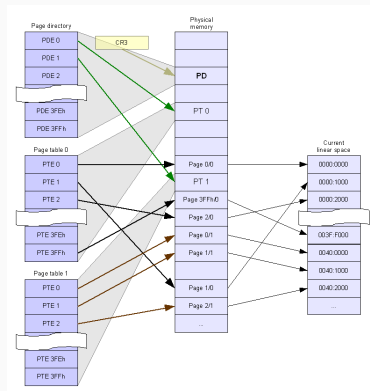 Page directory
PDE 0
PDE 1
PDE 2
PDE 3FEh
PDE 3FFh
CR3
Page table 0
PTE 0
PTE 1
PTE 2
PTE 3FEh
PTE 3FFh
Page table 1
PTE 0
PTE 1
PTE 2
PTE 3FEh
PTE 3FFh
Physical
memory
PD
PT 0
Page 0/0
PT 1
Page 3FFh/0
Page 2/0
Page 0/1
Page 1/1
Page 1/0
Page 2/1
...
Current
linear space
0000:0000
0000:1000
0000:2000
003F:F000
0040:0000
0040:1000
0040:2000
...